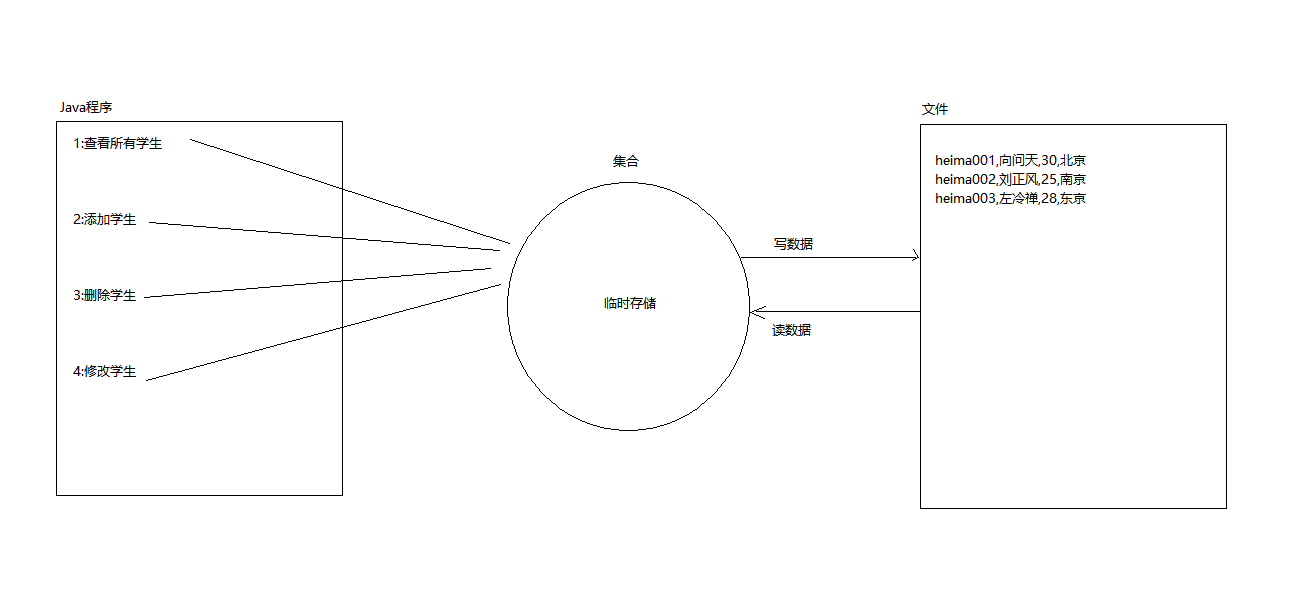 Java程序
1:查看所有学生
2:添加学生
3:删除学生
4:修改学生
集合
临时存储
写数据
读数据
文件
heima001,向问天,30,北京
heima002,刘正风,25,南京
heima003,左冷禅,28,东京